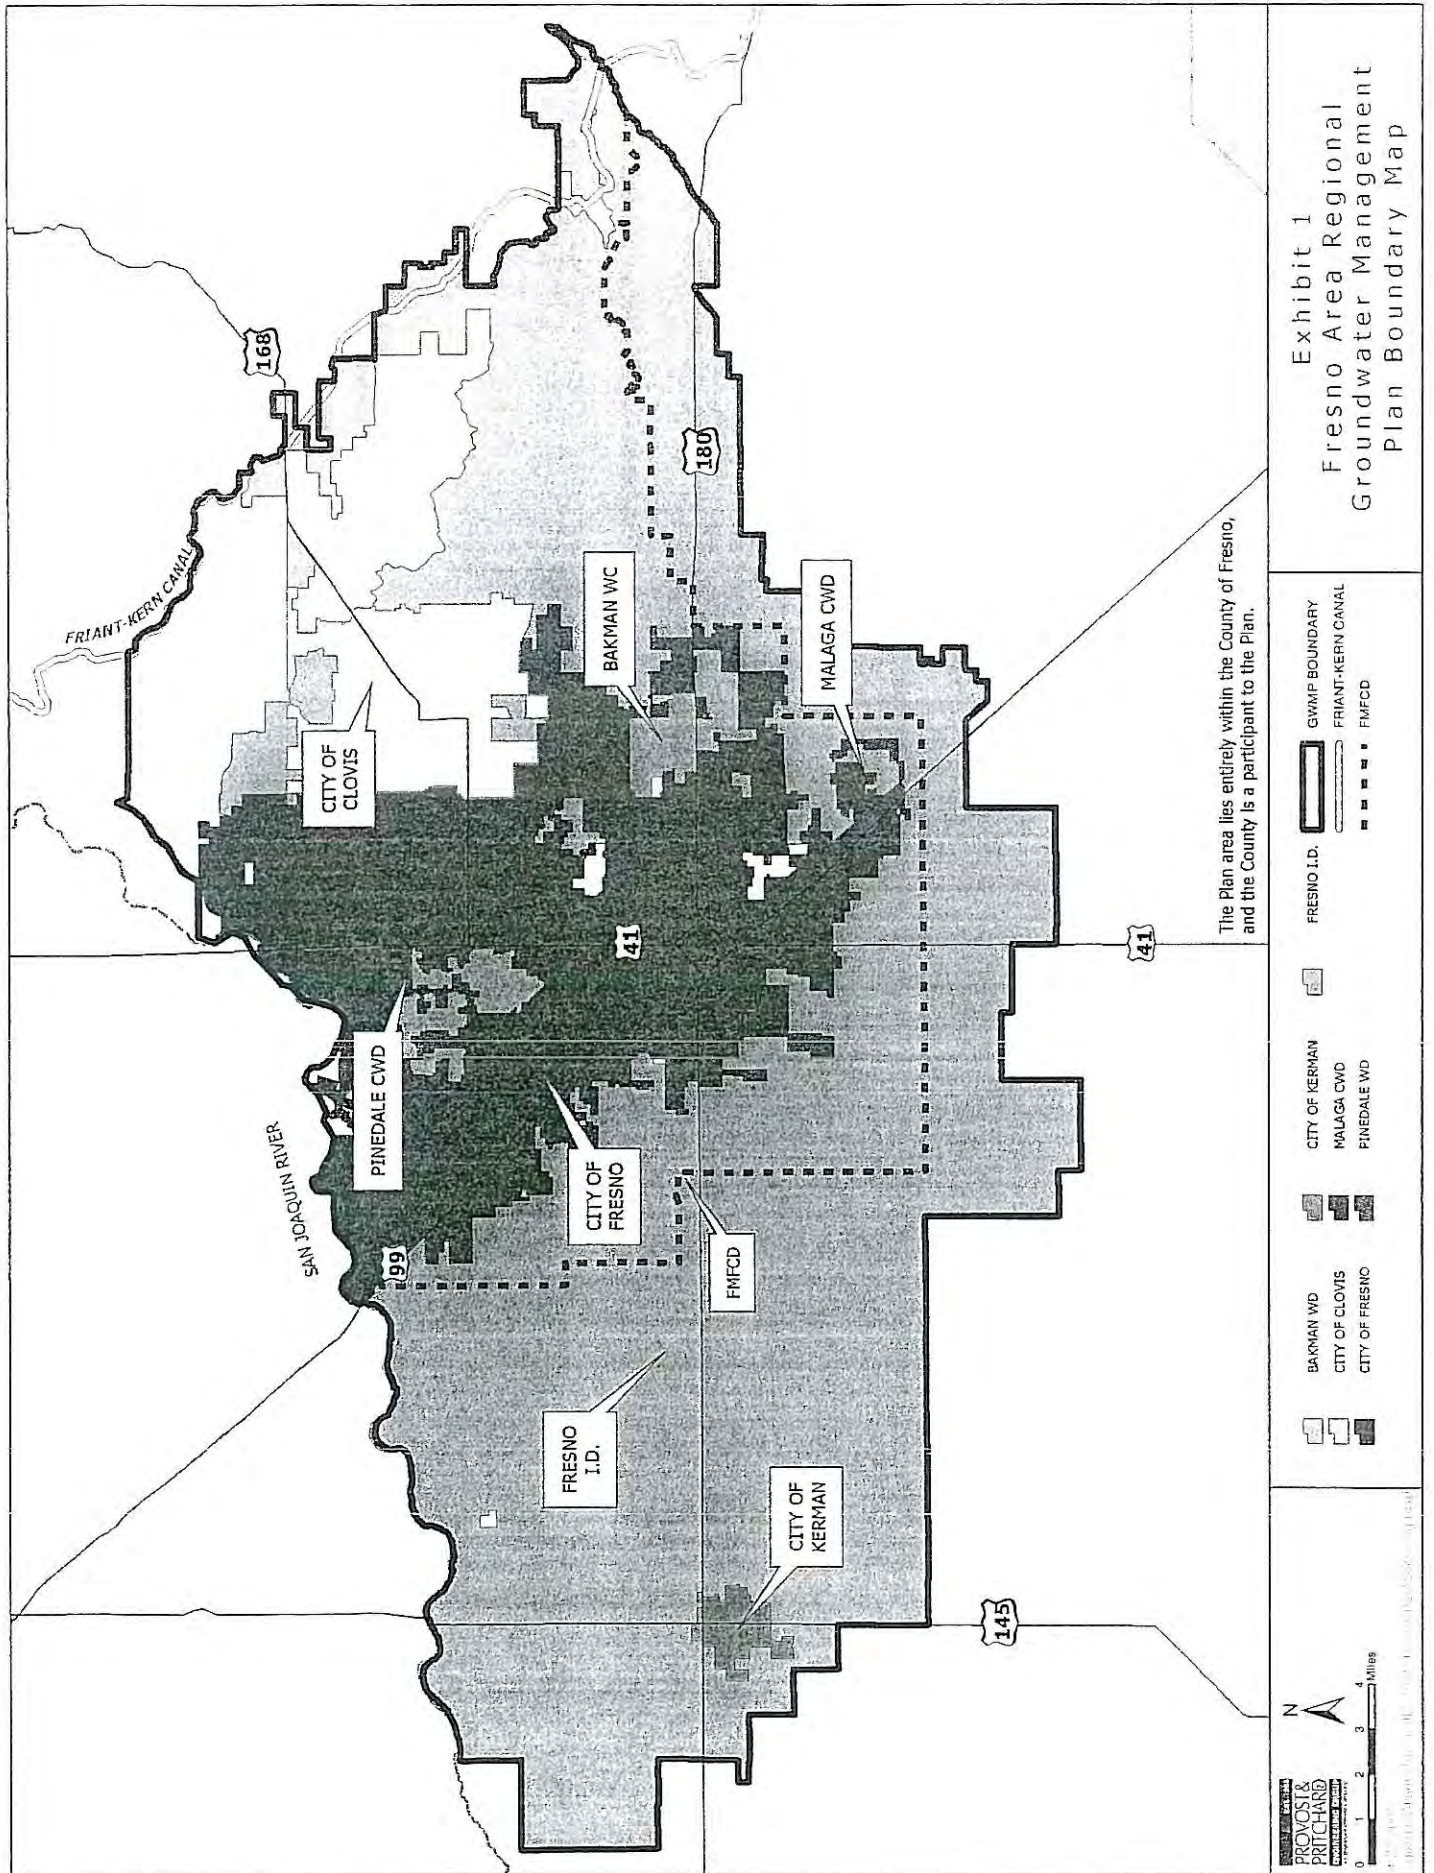 Exhibit 1
Fresno Area Regional
Groundwater Management
Plan Boundary Map
FRIANT-KERN CANAL
168
180
CITY OF
CLOVIS
BAKMAN WC
MALAGA CWD
SAN JOAQUIN RIVER
PINEDALE CWD
41
41
99
CITY OF
FRESNO
FMFCD
FRESNO
I.D.
CITY OF
KERMAN
145
The Plan area lies entirely within the County of Fresno,
and the County is a participant to the Plan.
BAKMAN WD
CITY OF CLOVIS
CITY OF FRESNO
CITY OF KERMAN
MALAGA CWD
PINEDALE WD
FRESNO I.D.
GWMP BOUNDARY
FRIANT-KERN CANAL
FMFCD
N
PROVOST&
PRITCHARD
0 1 2 3 4 Miles